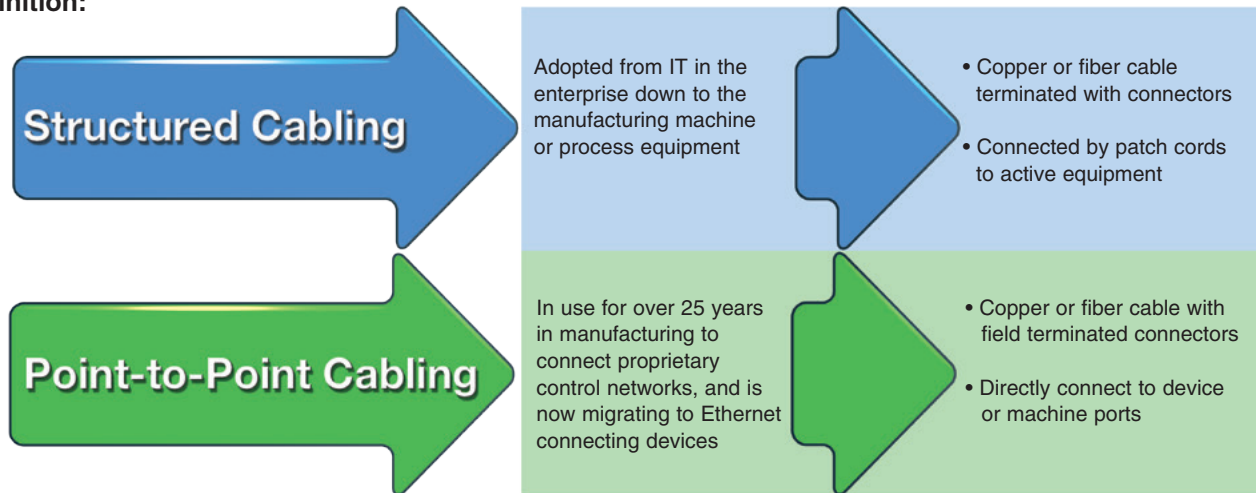 nition:
Structured Cabling
Adopted from IT in the
enterprise down to the
manufacturing machine
or process equipment
• Copper or fiber cable
terminated with connectors
• Connected by patch cords
to active equipment
Point-to-Point Cabling
In use for over 25 years
in manufacturing to
connect proprietary
control networks, and is
now migrating to Ethernet
connecting devices
• Copper or fiber cable with
field terminated connectors
• Directly connect to device
or machine ports